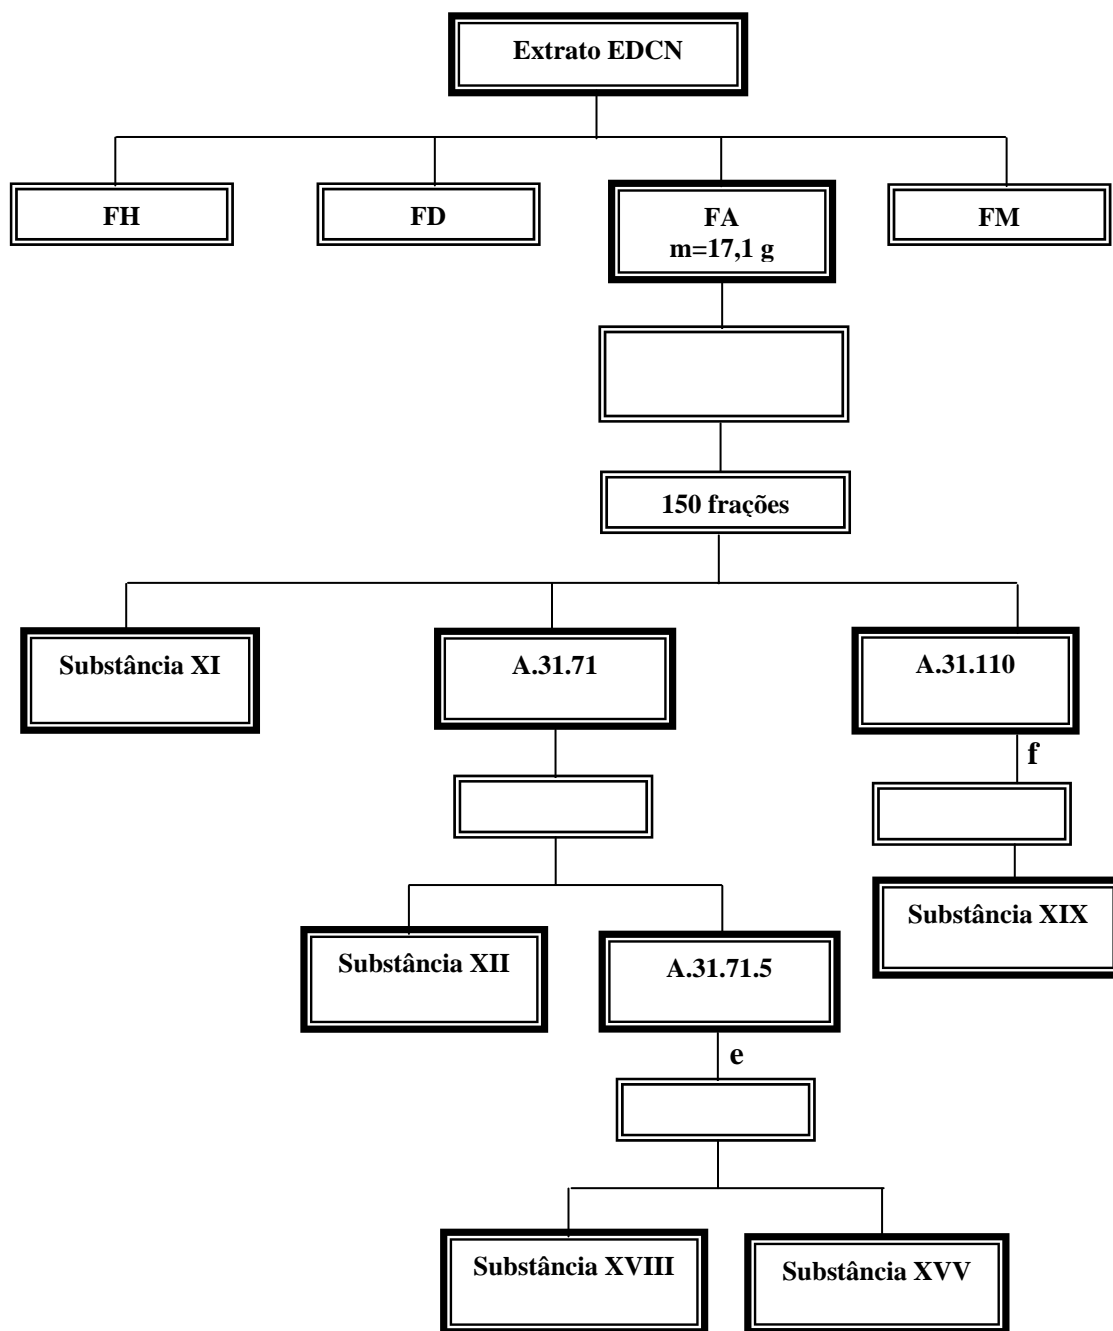 Extrato EDCN
FH
FD
FA
m=17,1 g
FM
150 frações
Substância XI
A.31.71
A.31.110
f
Substância XIX
Substância XII
A.31.71.5
e
Substância XVIII
Substância XVV